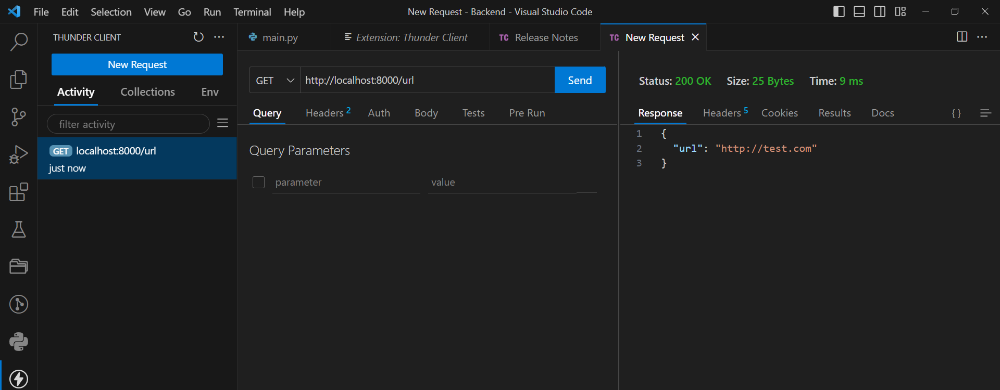 File Edit Selection View Go Run Terminal Help New Request - Backend - Visual Studio Code
THUNDER CLIENT
New Request
Activity Collections Env
filter activity
GET localhost:8000/url
just now
main.py Extension: Thunder Client TC Release Notes TC New Request
GET http://localhost:8000/url Send
Query Headers 2 Auth Body Tests Pre Run
Query Parameters
parameter value
Status: 200 OK Size: 25 Bytes Time: 9 ms
Response Headers 5 Cookies Results Docs { }
1 {
2 "url": "http://test.com"
3 }